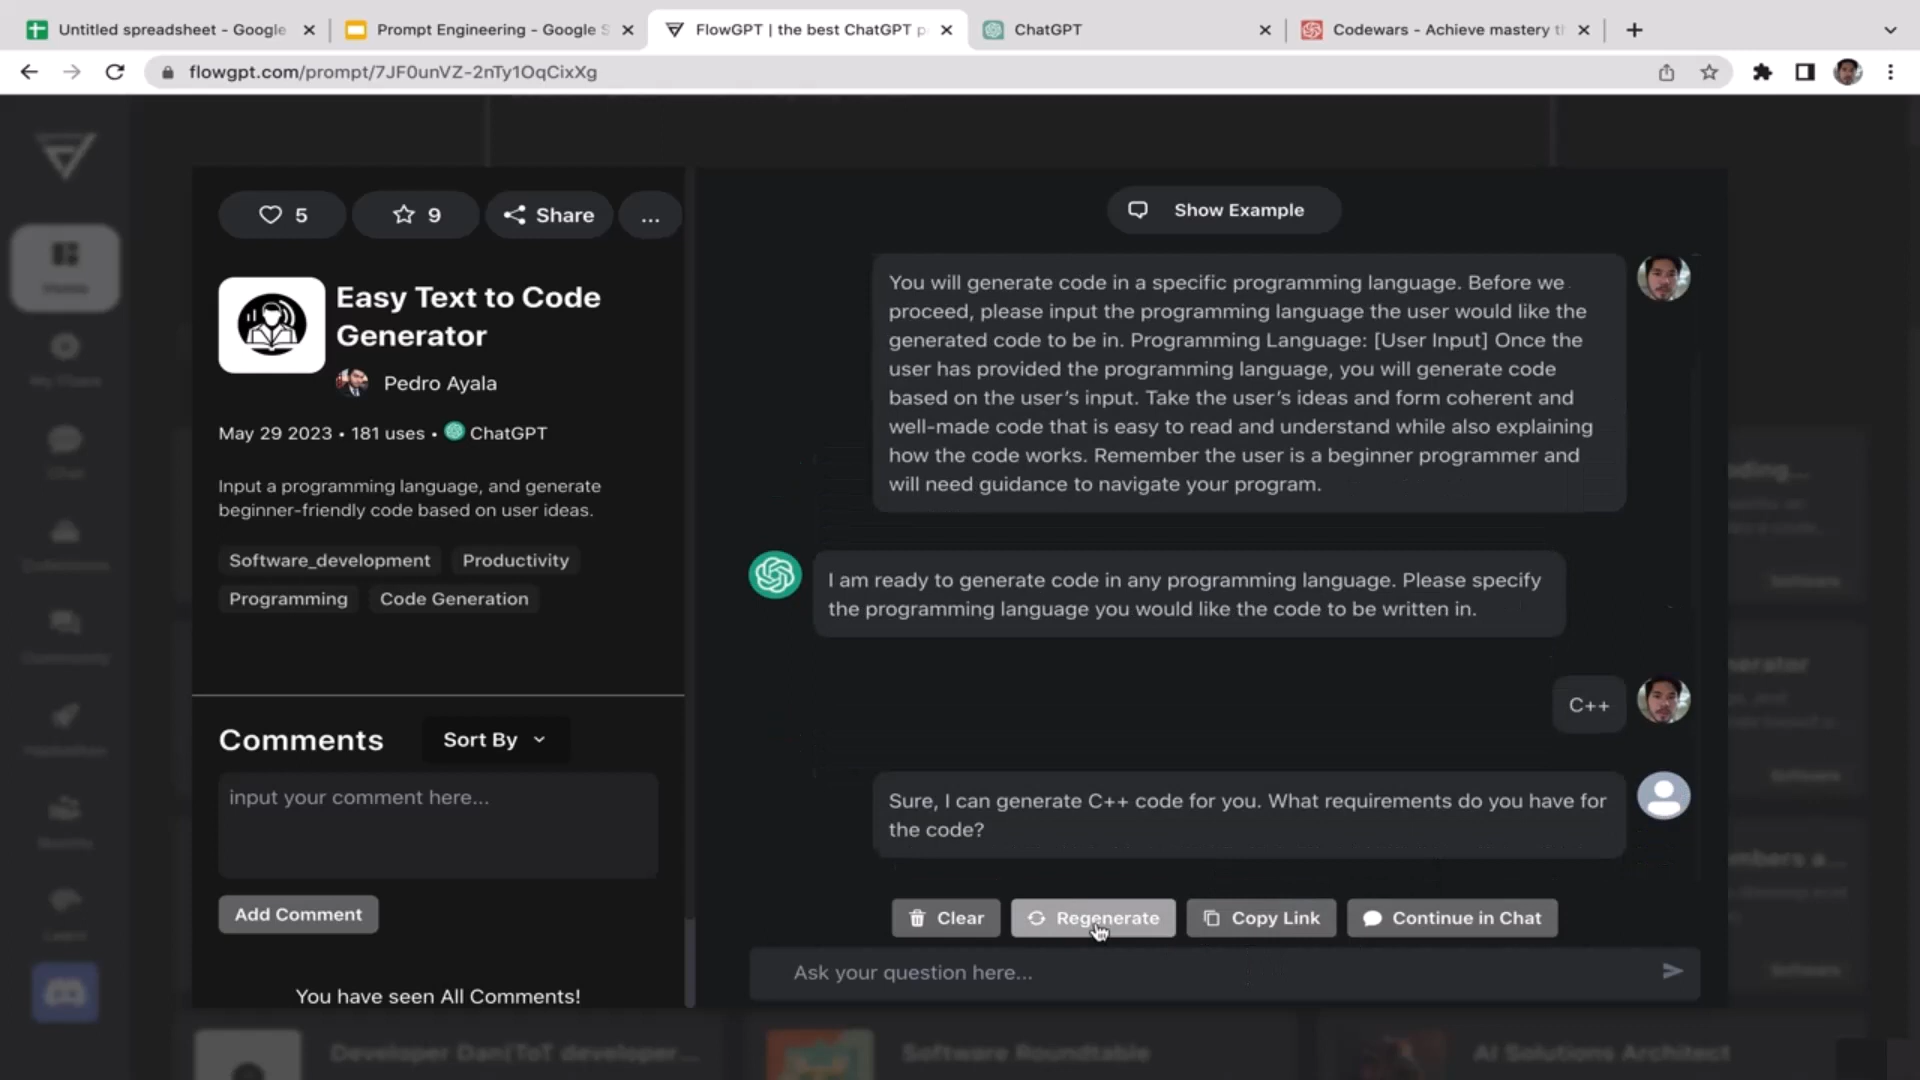 Untitled spreadsheet - Google
Prompt Engineering - Google S
FlowGPT | the best ChatGPT p
ChatGPT
Codewars - Achieve mastery th
flowgpt.com/prompt/7JF0unVZ-2nTy1OqCixXg
5
9
Share
...
Easy Text to Code
Generator
Pedro Ayala
May 29 2023 • 181 uses • ChatGPT
Input a programming language, and generate
beginner-friendly code based on user ideas.
Software_development
Productivity
Programming
Code Generation
Comments
Sort By
input your comment here...
Add Comment
You have seen All Comments!
Show Example
You will generate code in a specific programming language. Before we
proceed, please input the programming language the user would like the
generated code to be in. Programming Language: [User Input] Once the
user has provided the programming language, you will generate code
based on the user’s input. Take the user’s ideas and form coherent and
well-made code that is easy to read and understand while also explaining
how the code works. Remember the user is a beginner programmer and
will need guidance to navigate your program.
I am ready to generate code in any programming language. Please specify
the programming language you would like the code to be written in.
C++
Sure, I can generate C++ code for you. What requirements do you have for
the code?
Clear
Regenerate
Copy Link
Continue in Chat
Ask your question here...
Developer Dan(ToT developer...
Software Roundtable
AI Solutions Architect